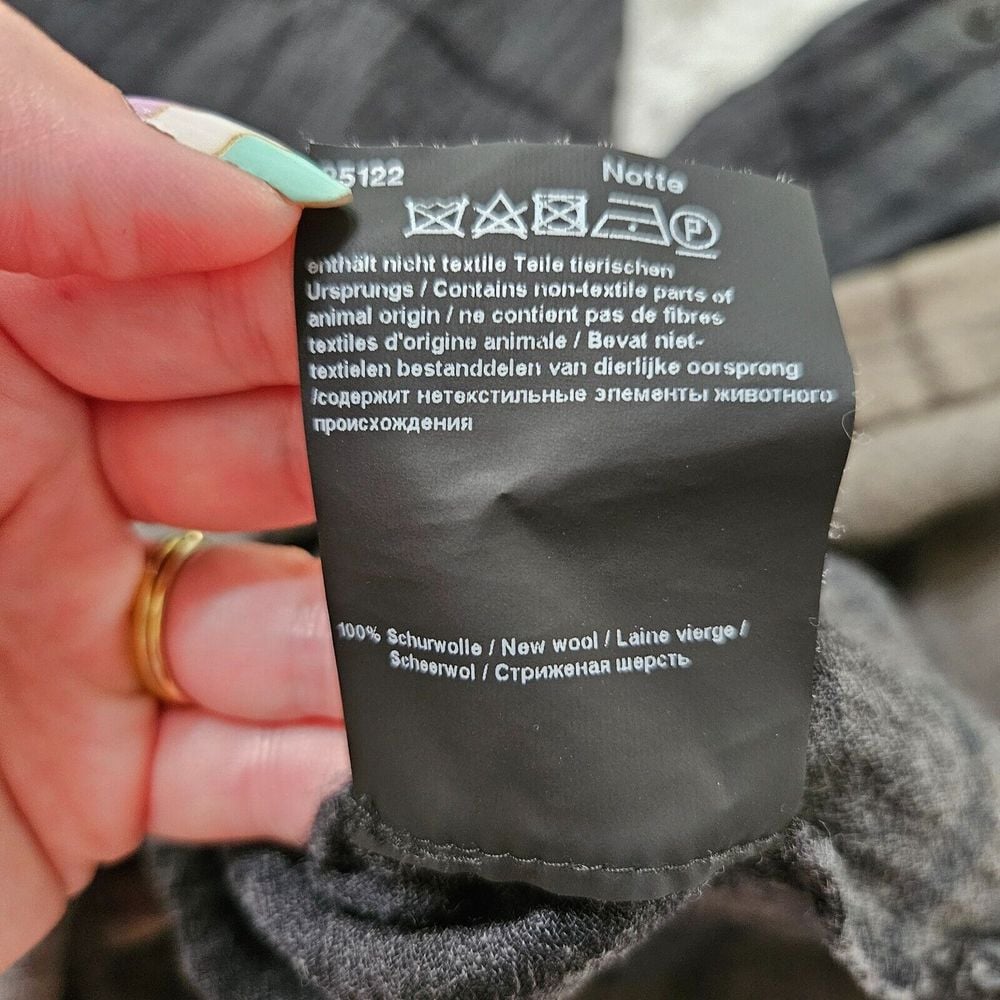 5122 Notte
P
enthält nicht textile Teile tierischen
Ursprungs / Contains non-textile parts of
animal origin / ne contient pas de fibres
textiles d'origine animale / Bevat niet-
textielen bestanddelen van dierlijke oorsprong
/содержит нетекстильные элементы животного
происхождения
100% Schurwolle / New wool / Laine vierge /
Scheerwol / Стриженая шерсть